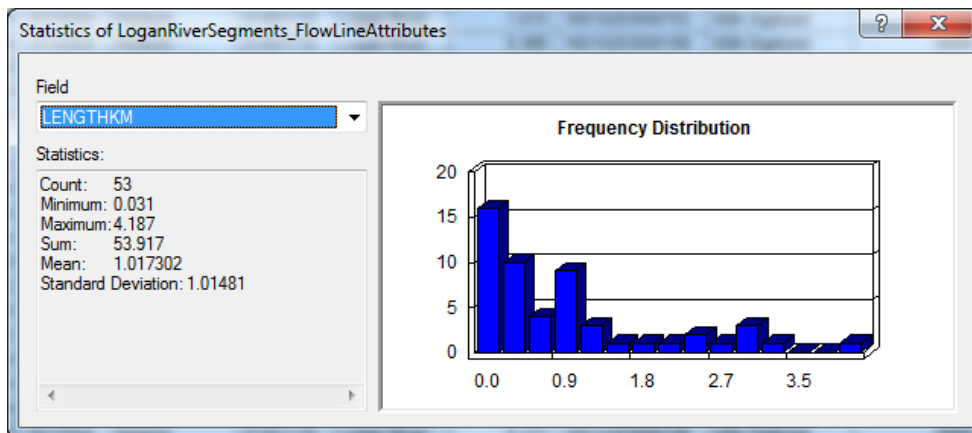 Statistics of LoganRiverSegments_FlowLineAttributes
Field
LENGTHKM
Statistics:
Count: 53
Minimum: 0.031
Maximum: 4.187
Sum: 53.917
Mean: 1.017302
Standard Deviation: 1.01481
Frequency Distribution
20
15
10
5
0
0.0 0.9 1.8 2.7 3.5